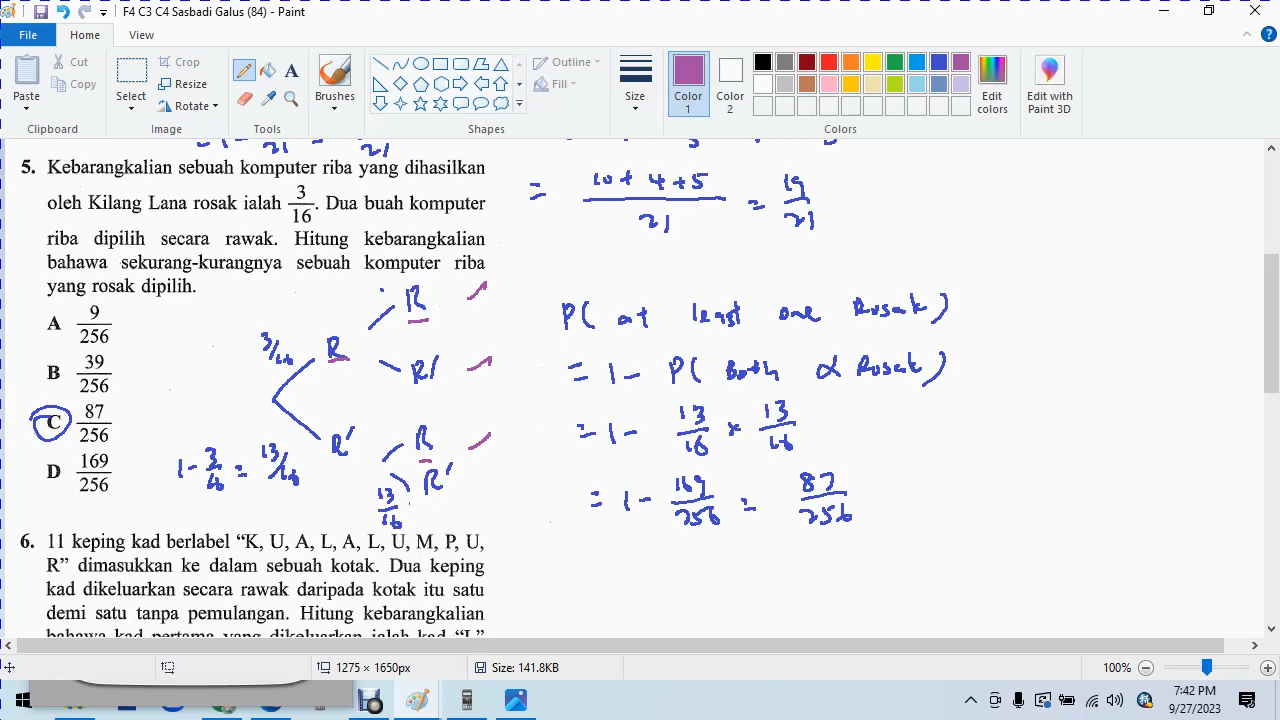 F4 C3 C4 Sasbadi Galus (84) - Paint
File Home View
Paste Cut Copy Clipboard
Select Crop Resize Rotate Image
Tools
Brushes
Outline Fill Shapes
Size
Color 1 Color 2 Edit colors Colors
Edit with Paint 3D
5. Kebarangkalian sebuah komputer riba yang dihasilkan
oleh Kilang Lana rosak ialah 3/16. Dua buah komputer
riba dipilih secara rawak. Hitung kebarangkalian
bahawa sekurang-kurangnya sebuah komputer riba
yang rosak dipilih.
A 9/256
B 39/256
C 87/256
D 169/256
3/16 R R
R'
R' R
R'
1 - 3/16 = 13/16
13/16
= 10 + 4 + 5 / 21 = 19/21
P( at least one Rosak )
= 1 - P( Both Rosak )
= 1 - 13/16 × 13/16
= 1 - 169/256 = 87/256
6. 11 keping kad berlabel “K, U, A, L, A, L, U, M, P, U,
R” dimasukkan ke dalam sebuah kotak. Dua keping
kad dikeluarkan secara rawak daripada kotak itu satu
demi satu tanpa pemulangan. Hitung kebarangkalian
bahawa kad pertama yang dikeluarkan ialah kad “L”
1275 × 1650px
Size: 141.8KB
100%
7:42 PM
9/27/2023